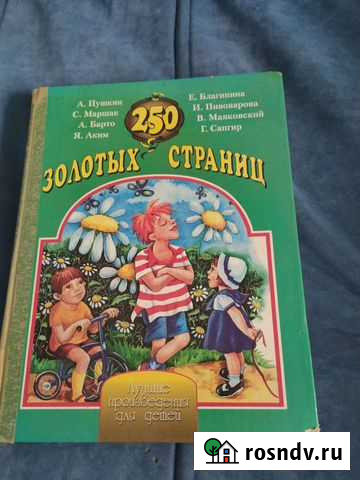 А. Пушкин
С. Маршак
А. Барто
Я. Аким
250
Е. Благинина
И. Пивоварова
В. Маяковский
Г. Сапгир
ЗОЛОТЫХ СТРАНИЦ
ЛУЧШИЕ
ПРОИЗВЕДЕНИЯ
ДЛЯ ДЕТЕЙ
rosndv.ru